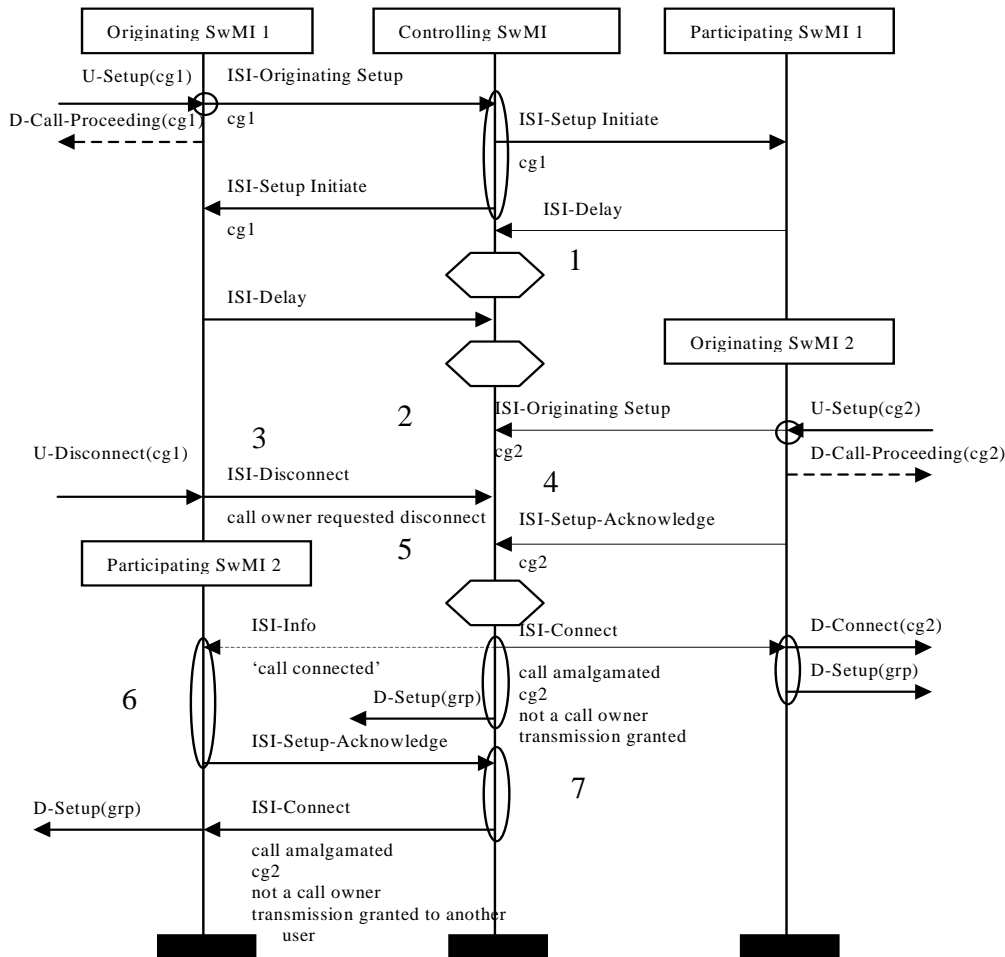 Originating SwMI 1
Controlling SwMI
Participating SwMI 1
U-Setup(cg1)
ISI-Originating Setup
D-Call-Proceeding(cg1)
cg1
ISI-Setup Initiate
cg1
ISI-Setup Initiate
cg1
ISI-Delay
1
ISI-Delay
Originating SwMI 2
2
ISI-Originating Setup
U-Setup(cg2)
3
cg2
U-Disconnect(cg1)
D-Call-Proceeding(cg2)
ISI-Disconnect
4
call owner requested disconnect
ISI-Setup-Acknowledge
5
cg2
Participating SwMI 2
ISI-Info
ISI-Connect
D-Connect(cg2)
‘call connected’
call amalgamated
D-Setup(grp)
cg2
6
D-Setup(grp)
not a call owner
transmission granted
ISI-Setup-Acknowledge
7
D-Setup(grp)
ISI-Connect
call amalgamated
cg2
not a call owner
transmission granted to another
user